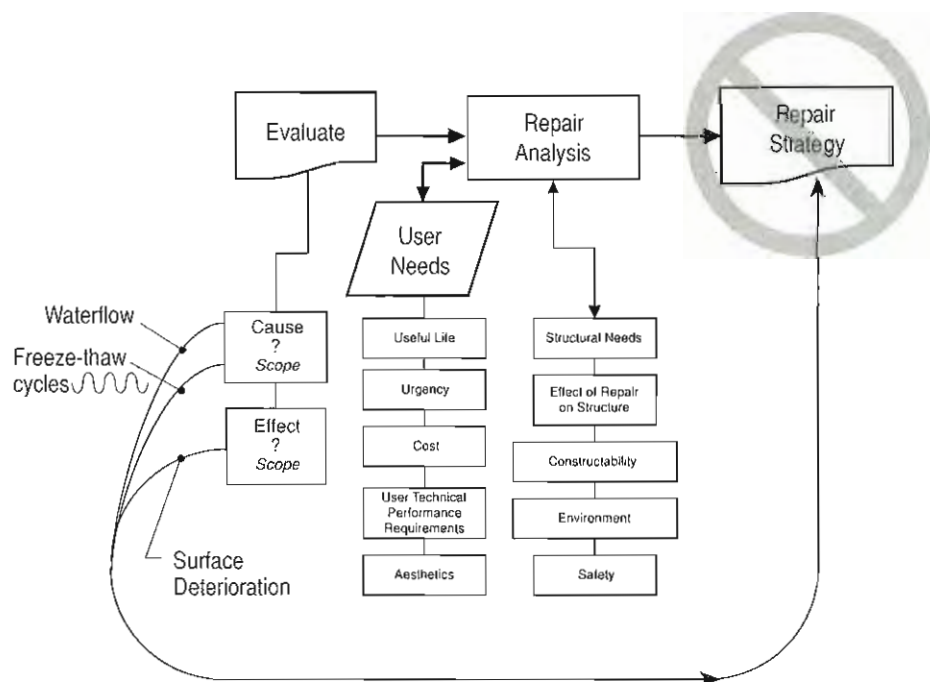 Evaluate
Repair
Analysis
Repair
Strategy
User
Needs
Waterflow
Freeze-thaw
cycles
Cause
?
Scope
Effect
?
Scope
Surface
Deterioration
Useful Life
Urgency
Cost
User Technical
Performance
Requirements
Aesthetics
Structural Needs
Effect of Repair
on Structure
Constructability
Environment
Safety